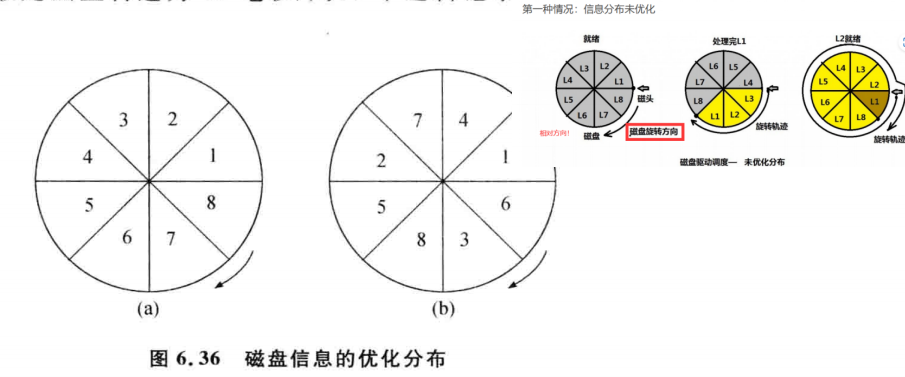 第一种情况：信息分布未优化
就绪
处理完L1
L2就绪
L3 L2
L4 L1
L5 L8
L6 L7
磁头
相对方向！
磁盘
磁盘旋转方向
L6 L5
L7 L4
L8 L3
L1 L2
旋转轨迹
L4 L3
L5 L2
L6 L1
L7 L8
旋转轨迹
磁盘驱动调度— 未优化分布
3 2
4 1
5 8
6 7
(a)
7 4
2 1
5 6
8 3
(b)
图 6.36 磁盘信息的优化分布